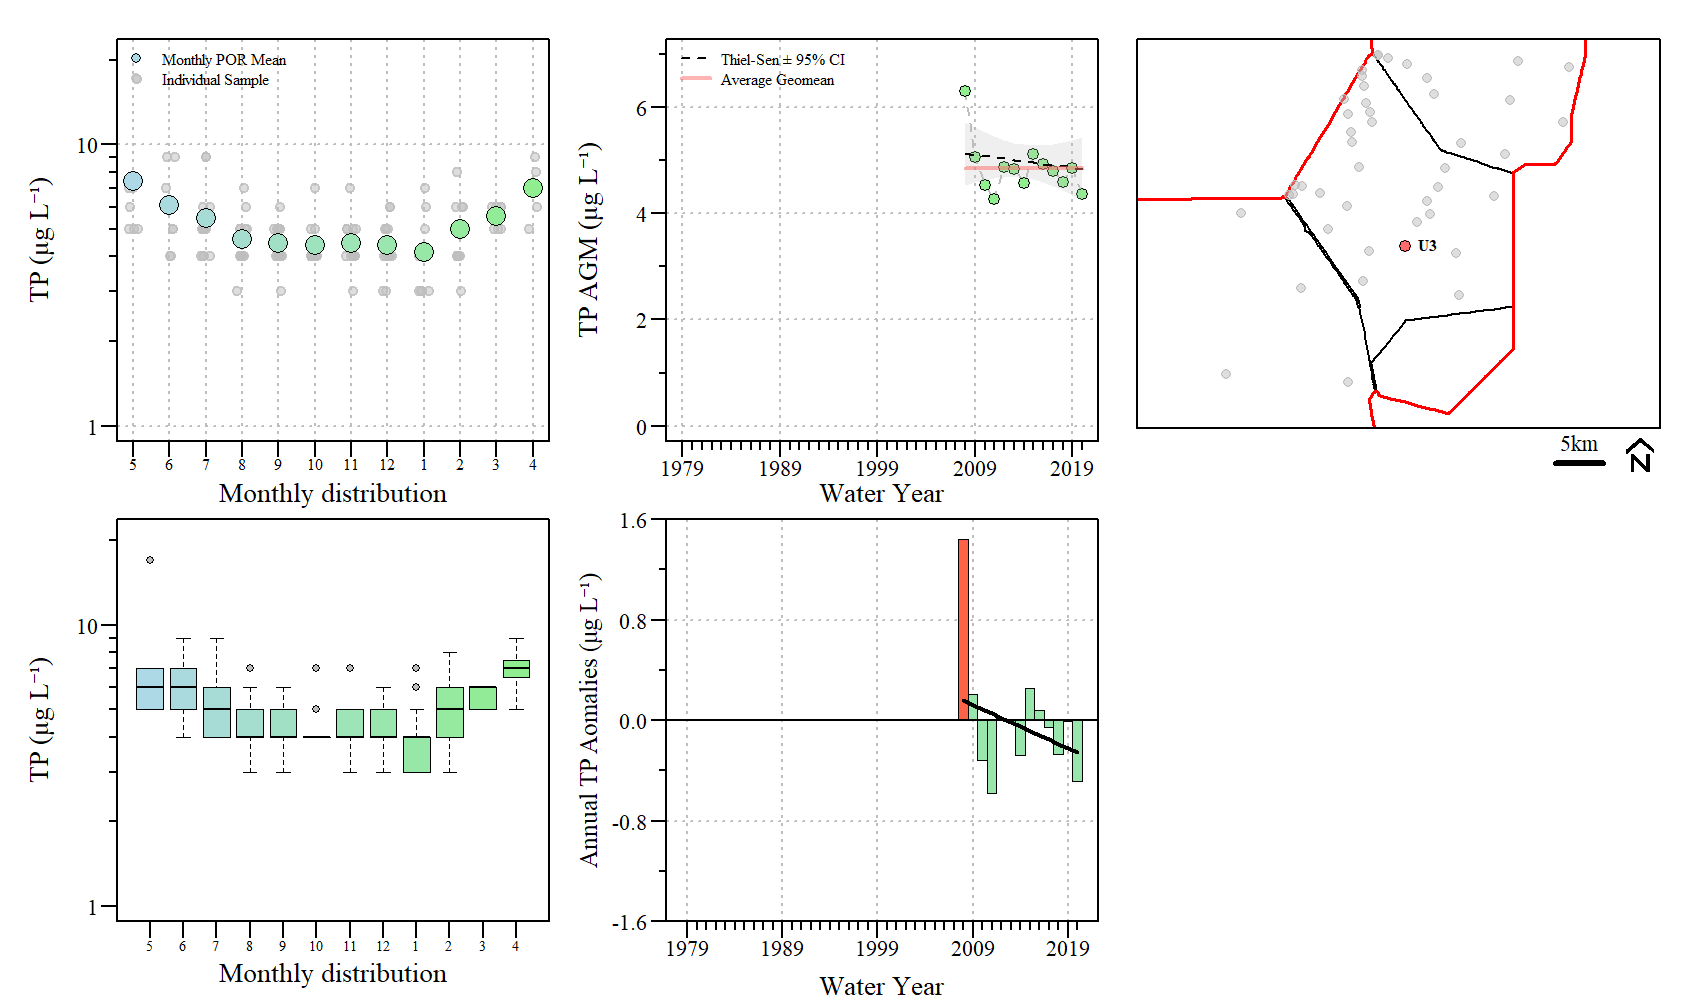 Monthly POR Mean
Individual Sample
10
1
TP (µg L⁻¹)
5 6 7 8 9 10 11 12 1 2 3 4
Monthly distribution
Thiel-Sen ± 95% CI
Average Geomean
6
4
2
0
TP AGM (µg L⁻¹)
1979 1989 1999 2009 2019
Water Year
U3
5km
N
10
1
TP (µg L⁻¹)
5 6 7 8 9 10 11 12 1 2 3 4
Monthly distribution
1.6
0.8
0.0
-0.8
-1.6
Annual TP Aomalies (µg L⁻¹)
1979 1989 1999 2009 2019
Water Year